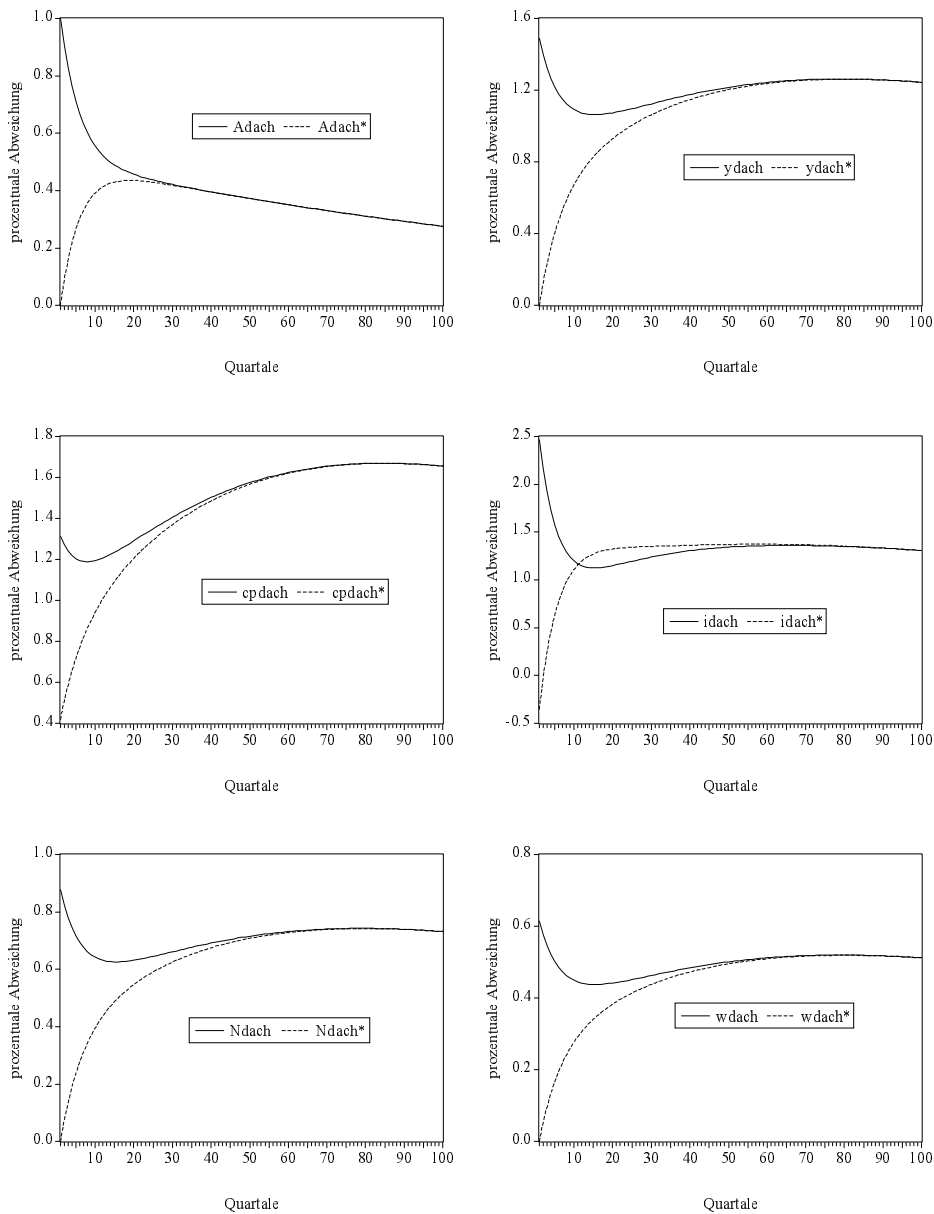 1.0
0.8
0.6
0.4
0.2
0.0
prozentuale Abweichung
Adach Adach*
10 20 30 40 50 60 70 80 90 100
Quartale
1.6
1.2
0.8
0.4
0.0
prozentuale Abweichung
ydach ydach*
10 20 30 40 50 60 70 80 90 100
Quartale
1.8
1.6
1.4
1.2
1.0
0.8
0.6
0.4
prozentuale Abweichung
cpdach cpdach*
10 20 30 40 50 60 70 80 90 100
Quartale
2.5
2.0
1.5
1.0
0.5
0.0
-0.5
prozentuale Abweichung
idach idach*
10 20 30 40 50 60 70 80 90 100
Quartale
1.0
0.8
0.6
0.4
0.2
0.0
prozentuale Abweichung
Ndach Ndach*
10 20 30 40 50 60 70 80 90 100
Quartale
0.8
0.6
0.4
0.2
0.0
prozentuale Abweichung
wdach wdach*
10 20 30 40 50 60 70 80 90 100
Quartale